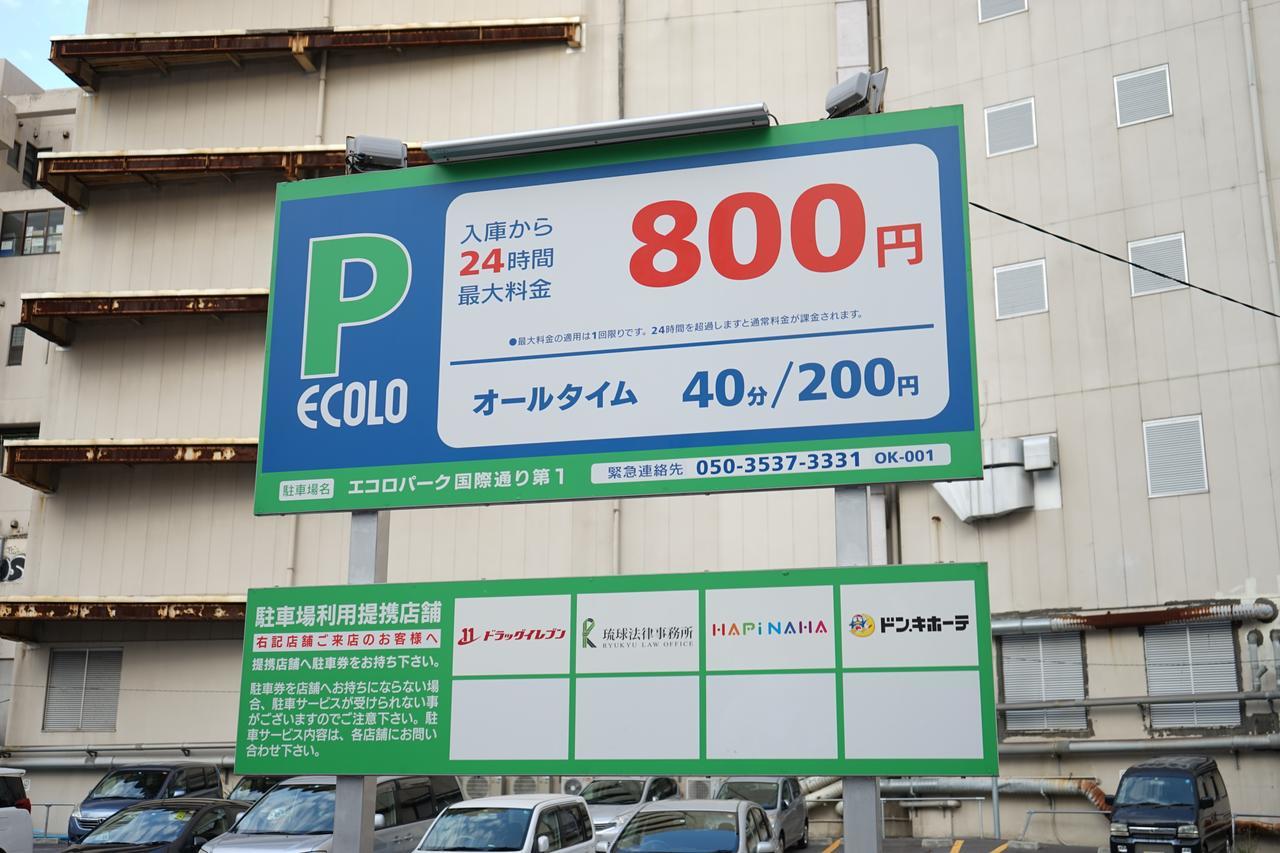 入庫から
24時間
最大料金
800円
●最大料金の適用は1回限りです。24時間を超過しますと通常料金が課金されます。
オールタイム 40分/200円
P
ECOLO
駐車場名 エコロパーク国際通り第1 緊急連絡先 050-3537-3331 OK-001
駐車場利用提携店舗
右記店舗ご来店のお客様へ
提携店舗へ駐車券をお持ち下さい。
駐車券を店舗へお持ちにならない場
合、駐車サービスが受けられない事
がございますのでご注意下さい。駐
車サービス内容は、各店舗にお問い
合わせ下さい。
11 ドラッグイレブン
R 琉球法律事務所
RYUKYU LAW OFFICE
HAPiNAHA
ドン.キホーテ